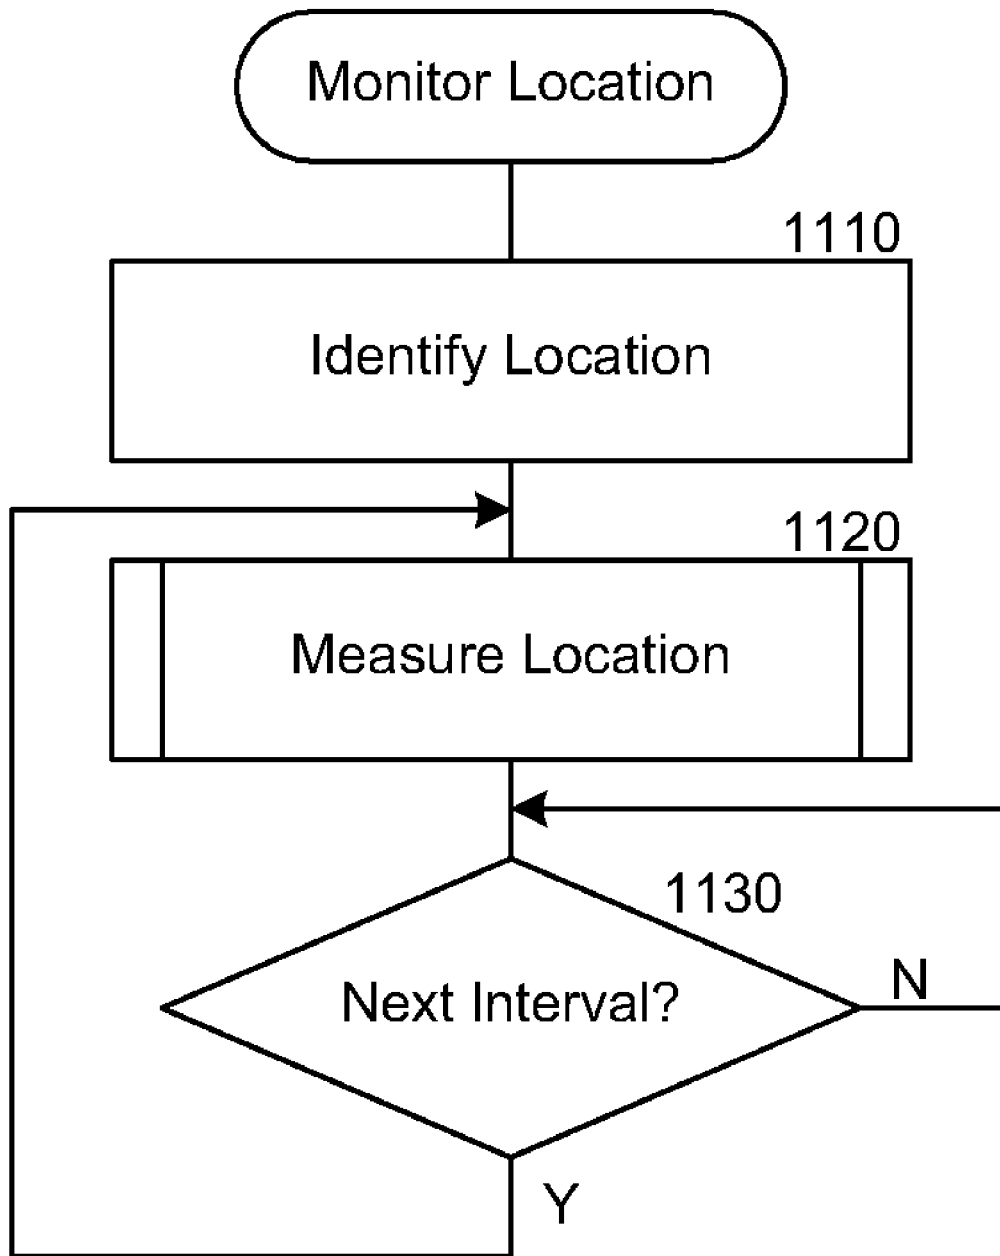 Monitor Location
1110
Identify Location
1120
Measure Location
1130
Next Interval?
N
Y